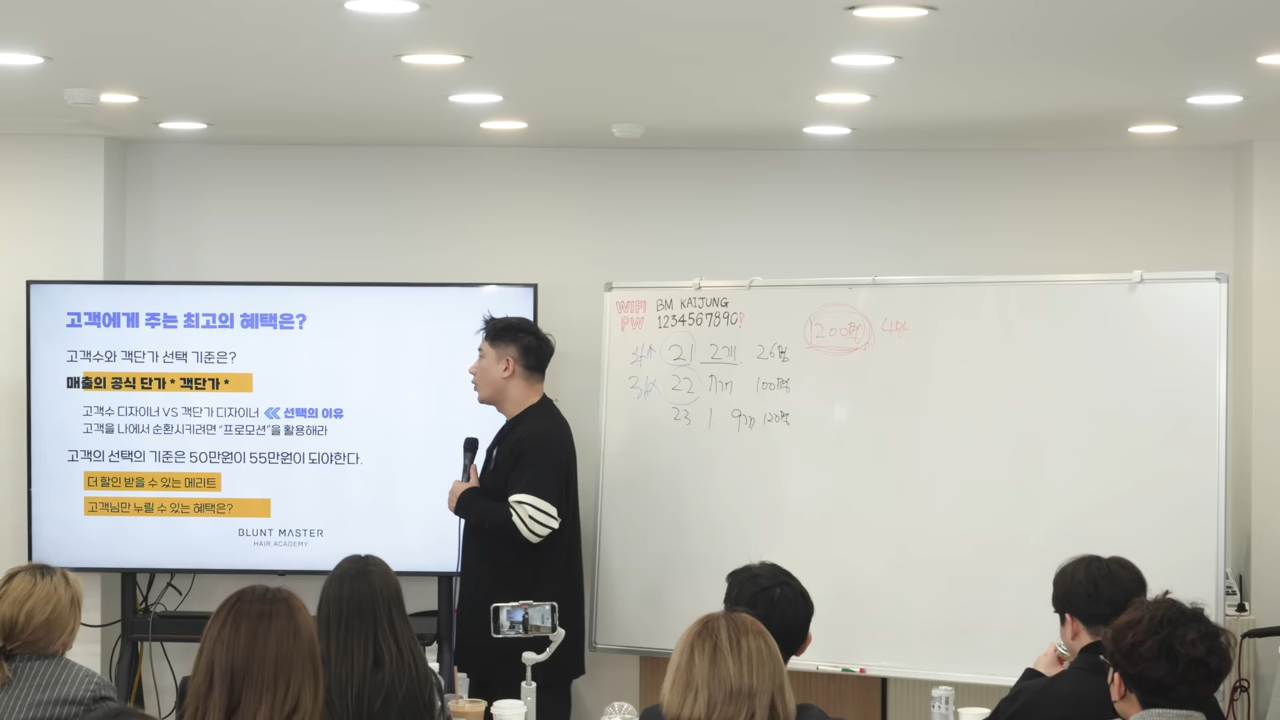 고객에게 주는 최고의 혜택은?
고객수와 객단가 선택 기준은?
매출의 공식 단가 * 객단가 *
고객수 디자이너 VS 객단가 디자이너 《 선택의 이유
고객을 나에서 순환시키려면 "프로모션"을 활용해라
고객의 선택의 기준은 50만원이 55만원이 되야한다.
더 할인 받을 수 있는 메리트
고객님만 누릴 수 있는 혜택은?
BLUNT MASTER
HAIR ACADEMY
WIFI BM KAIJUNG
PW 1234567890!
1200명
21 2개 26명
22 100명
23 1 120명